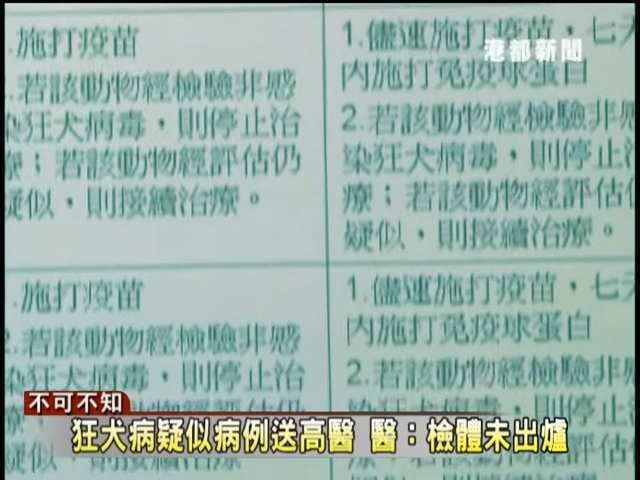 港都新聞
1.施打疫苗
2.若該動物經檢驗非感
染狂犬病毒，則停止治
療；若該動物經評估仍
疑似，則接續治療。
1.儘速施打疫苗，七天
內施打免疫球蛋白
2.若該動物經檢驗非感
染狂犬病毒，則停止治
療；若該動物經評估仍
疑似，則接續治療。
1.施打疫苗
2.若該動物經檢驗非感
染狂犬病毒，則停止治
1.儘速施打疫苗，七天
內施打免疫球蛋白
2.若該動物經檢驗非感
不可不知
狂犬病疑似病例送高醫 醫：檢體未出爐